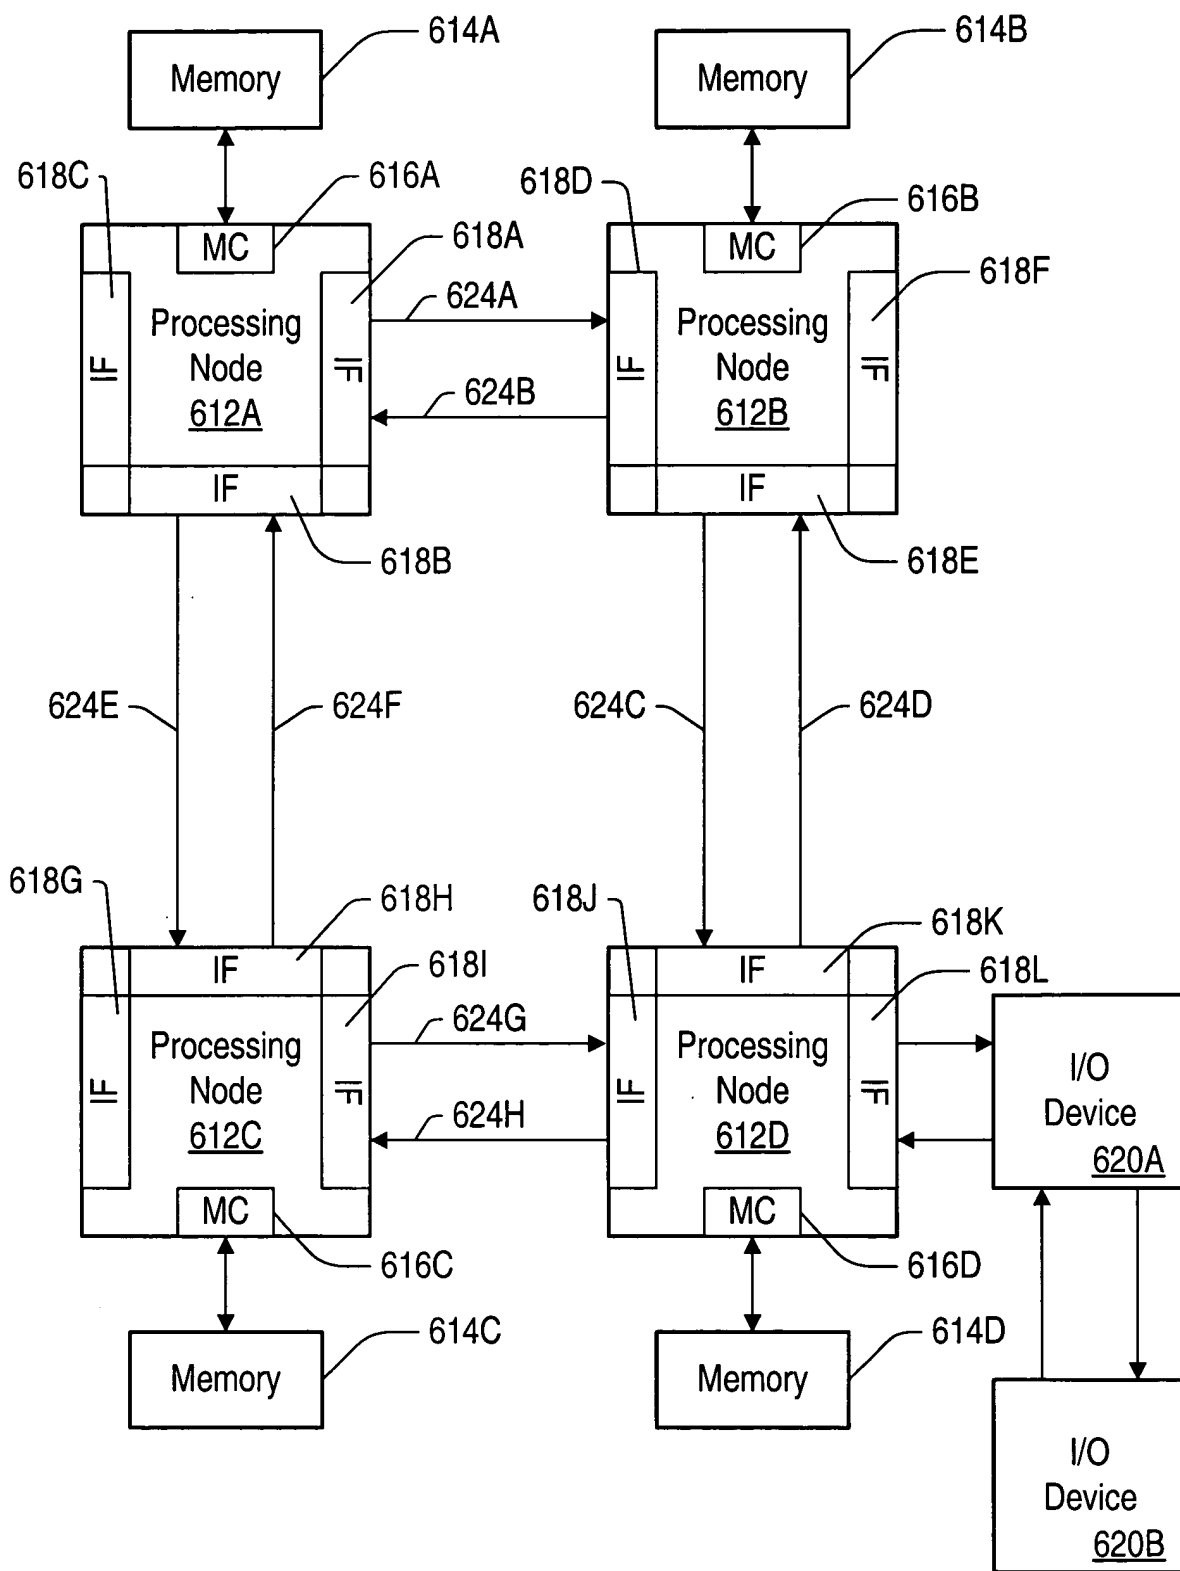 614A
614B
Memory
Memory
618C
616A
618D
616B
MC
618A
MC
618F
624A
Processing
Node
612A
IF
IF
624B
Processing
Node
612B
IF
IF
IF
IF
618B
618E
624E
624F
624C
624D
618G
618H
618J
618K
IF
618I
IF
618L
624G
Processing
Node
612C
IF
IF
624H
Processing
Node
612D
IF
IF
I/O
Device
620A
MC
MC
616C
616D
614C
614D
Memory
Memory
I/O
Device
620B